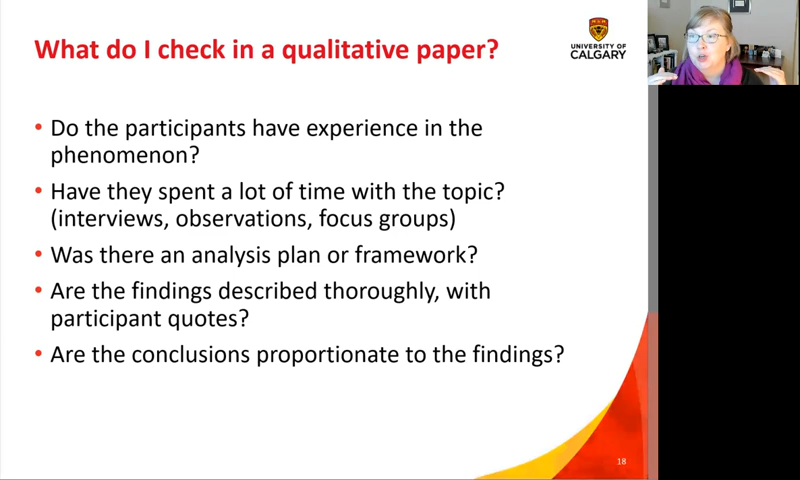 What do I check in a qualitative paper?
UNIVERSITY OF
CALGARY
• Do the participants have experience in the
phenomenon?
• Have they spent a lot of time with the topic?
(interviews, observations, focus groups)
• Was there an analysis plan or framework?
• Are the findings described thoroughly, with
participant quotes?
• Are the conclusions proportionate to the findings?
18